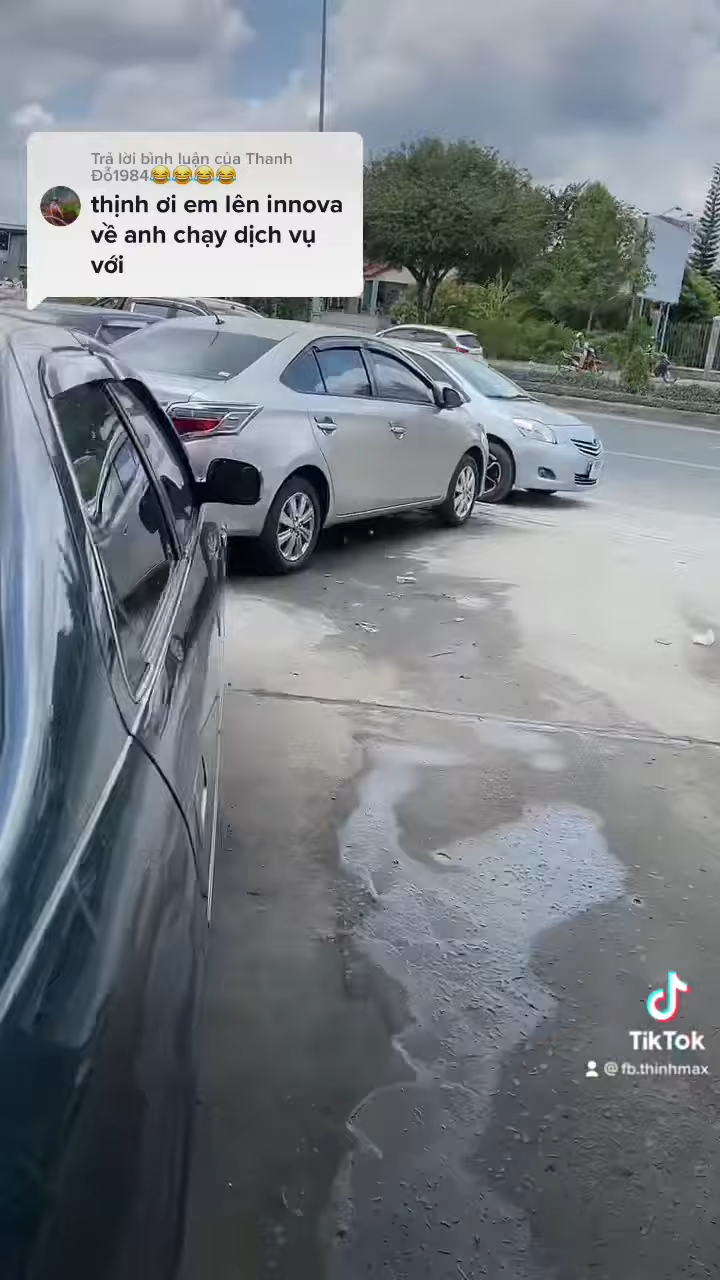 Trả lời bình luận của Thanh
Đỗ1984😂😂😂😂
thịnh ơi em lên innova
về anh chạy dịch vụ
với
TikTok
@fb.thinhmax